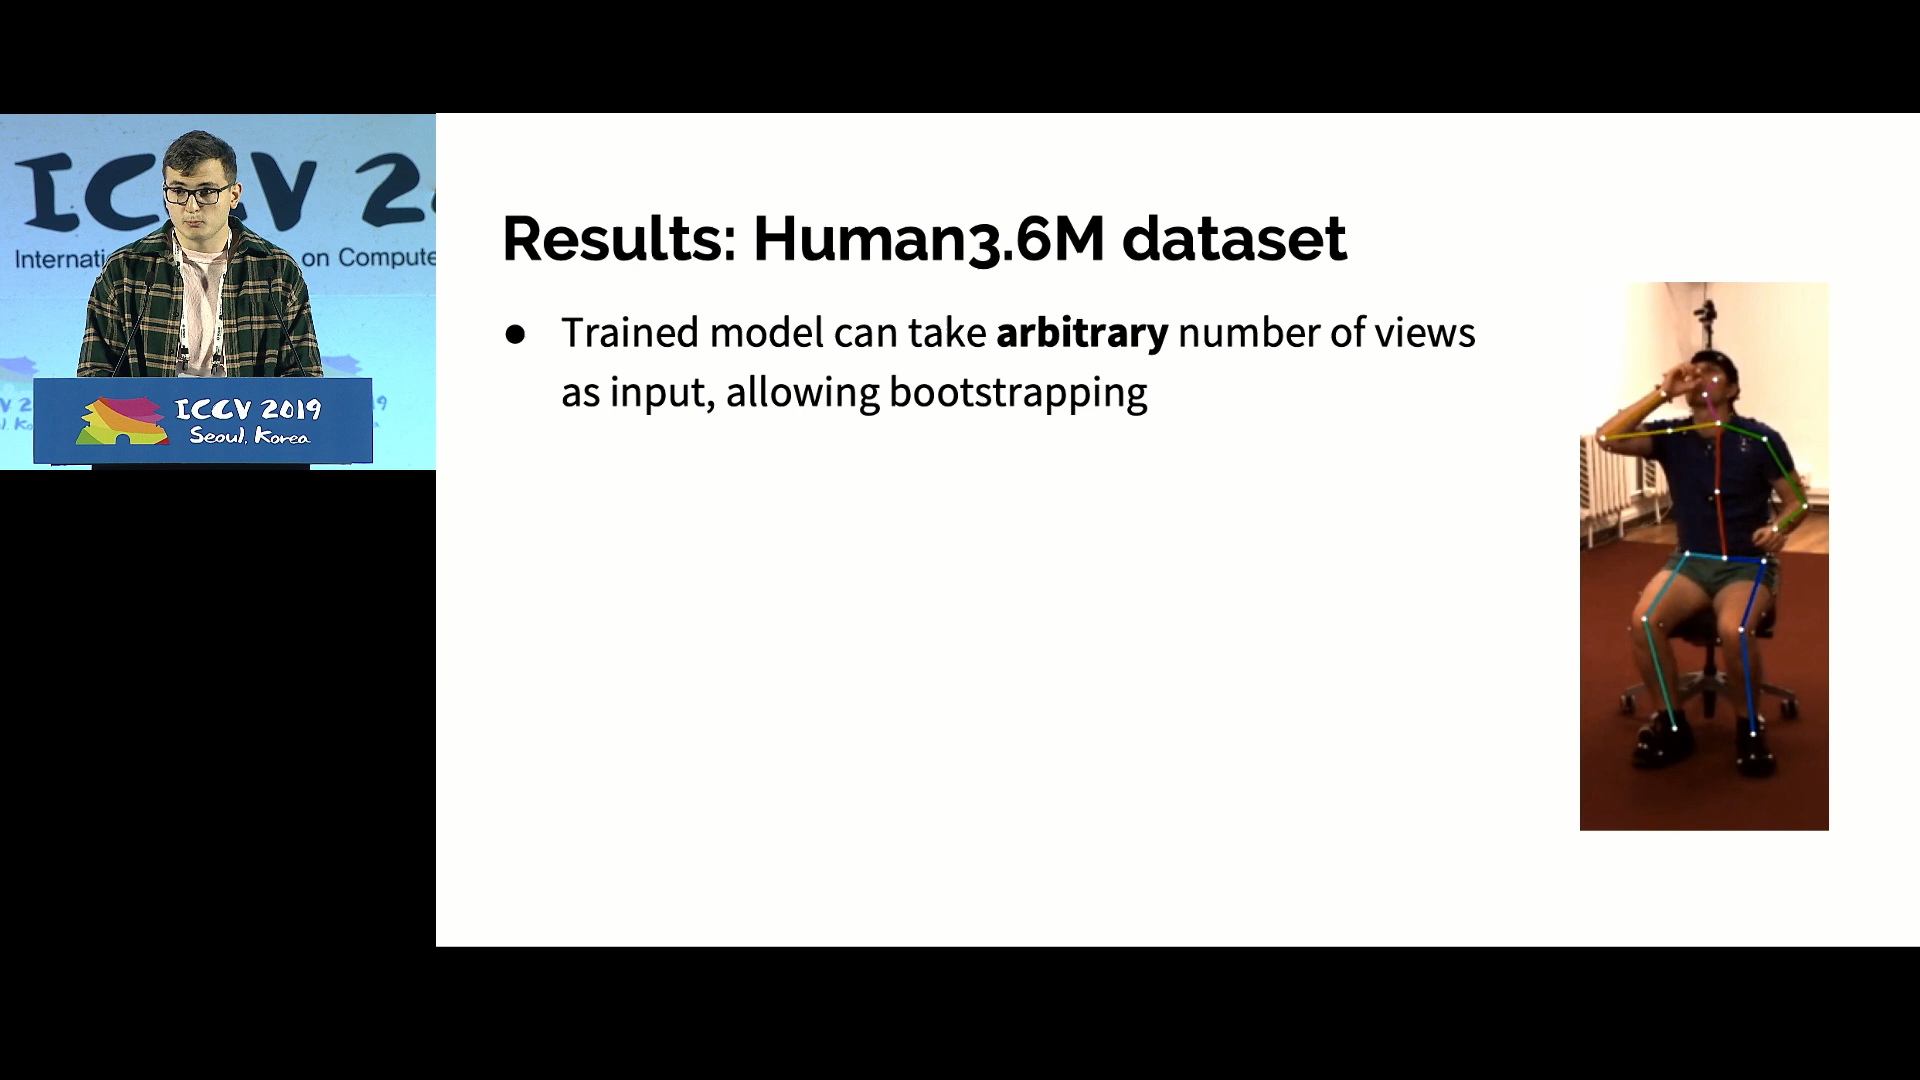 ICCV 2
Internati on Compute
ICCV 2019
Seoul, Korea
Results: Human3.6M dataset
● Trained model can take arbitrary number of views
as input, allowing bootstrapping